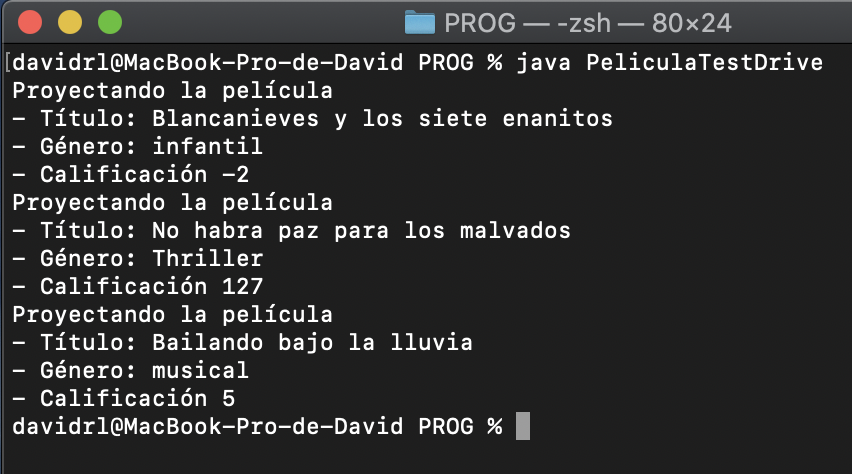 PROG — -zsh — 80×24
[davidrl@MacBook-Pro-de-David PROG % java PeliculaTestDrive
Proyectando la película
- Título: Blancanieves y los siete enanitos
- Género: infantil
- Calificación -2
Proyectando la película
- Título: No habra paz para los malvados
- Género: Thriller
- Calificación 127
Proyectando la película
- Título: Bailando bajo la lluvia
- Género: musical
- Calificación 5
davidrl@MacBook-Pro-de-David PROG %